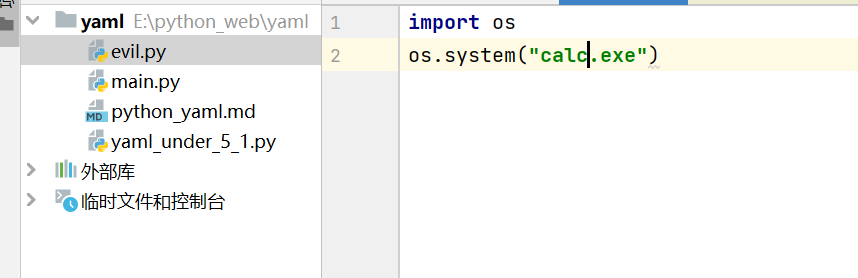 yaml E:\python_web\yaml
evil.py
main.py
MD python_yaml.md
yaml_under_5_1.py
外部库
临时文件和控制台
1 import os
2 os.system("calc.exe")